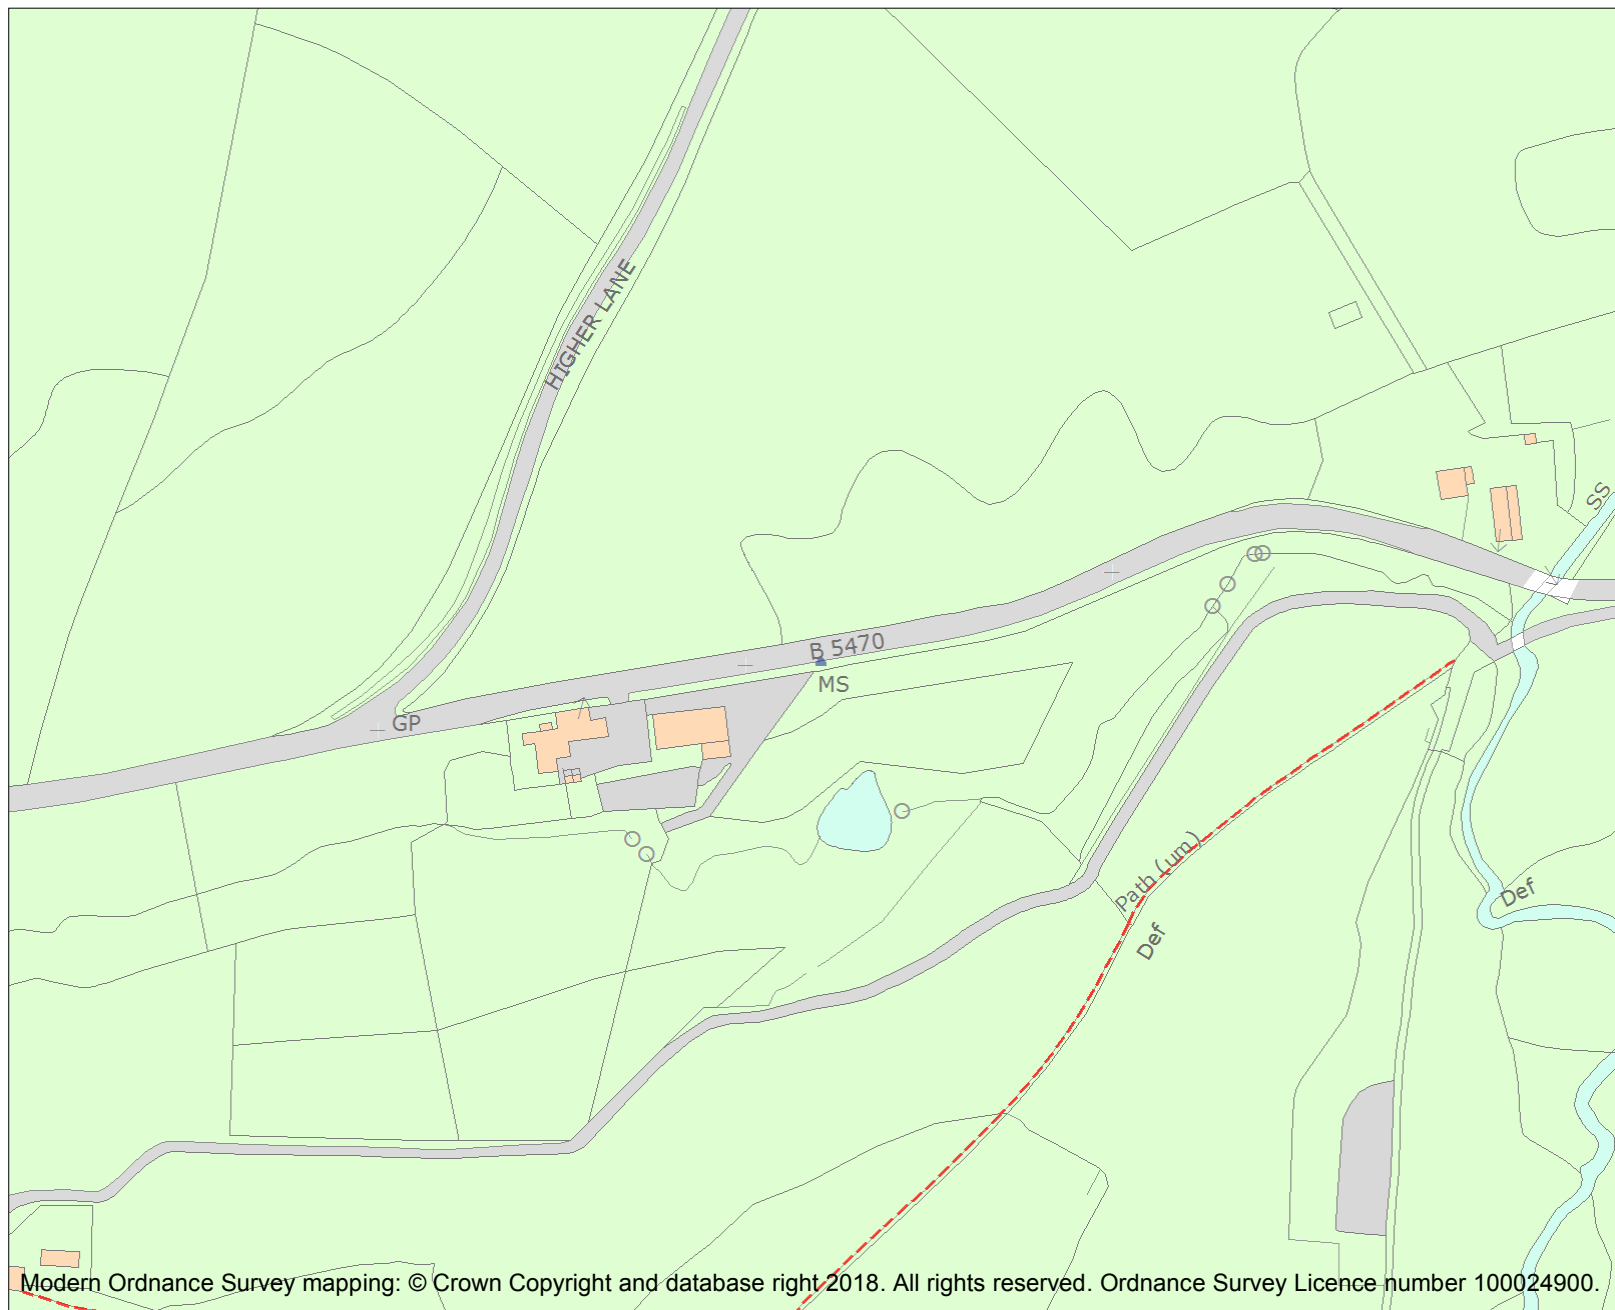 HIGHER LANE
SS
B 5470
MS
GP
Path (um)
Def
Def
Modern Ordnance Survey mapping: © Crown Copyright and database right 2018. All rights reserved. Ordnance Survey Licence number 100024900.